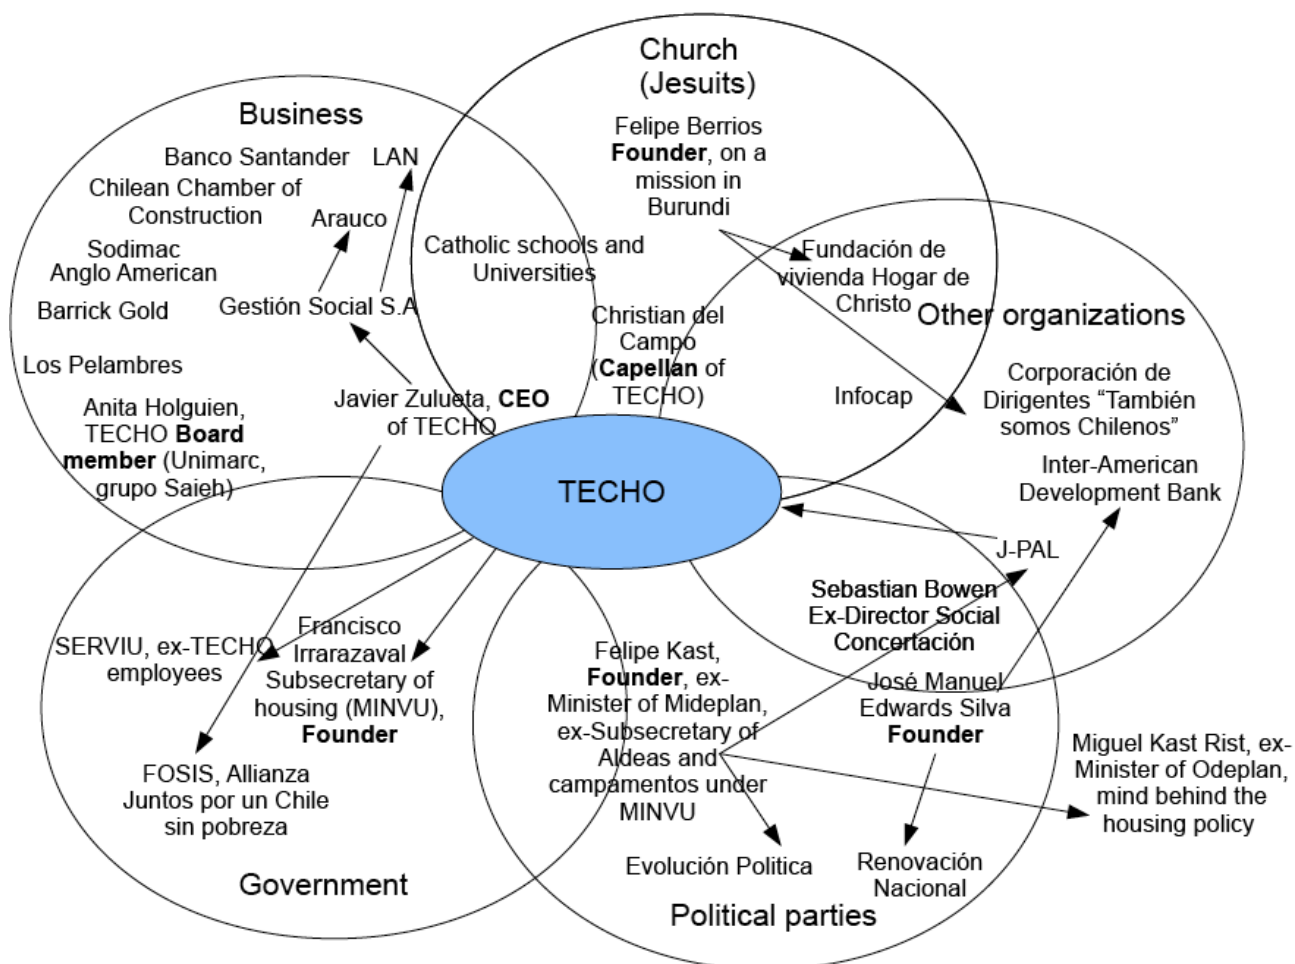 Church
(Jesuits)
Felipe Berrios
Founder, on a
mission in
Burundi
Business
Banco Santander
LAN
Chilean Chamber of
Construction
Arauco
Sodimac
Anglo American
Barrick Gold
Gestión Social S.A
Los Pelambres
Anita Holguien,
TECHO Board
member (Unimarc,
grupo Saieh)
Javier Zulueta, CEO
of TECHO
Catholic schools and
Universities
Christian del
Campo
(Capellan of
TECHO)
Fundación de
vivienda Hogar de
Christo
Other organizations
Infocap
Corporación de
Dirigentes “También
somos Chilenos”
Inter-American
Development Bank
J-PAL
TECHO
Sebastian Bowen
Ex-Director Social
Concertación
SERVIU, ex-TECHO
employees
Francisco
Irrarazaval
Subsecretary of
housing (MINVU),
Founder
FOSIS, Allianza
Juntos por un Chile
sin pobreza
Government
Felipe Kast,
Founder, ex-
Minister of Mideplan,
ex-Subsecretary of
Aldeas and
campamentos under
MINVU
José Manuel
Edwards Silva
Founder
Miguel Kast Rist, ex-
Minister of Odeplan,
mind behind the
housing policy
Evolución Politica
Renovación
Nacional
Political parties